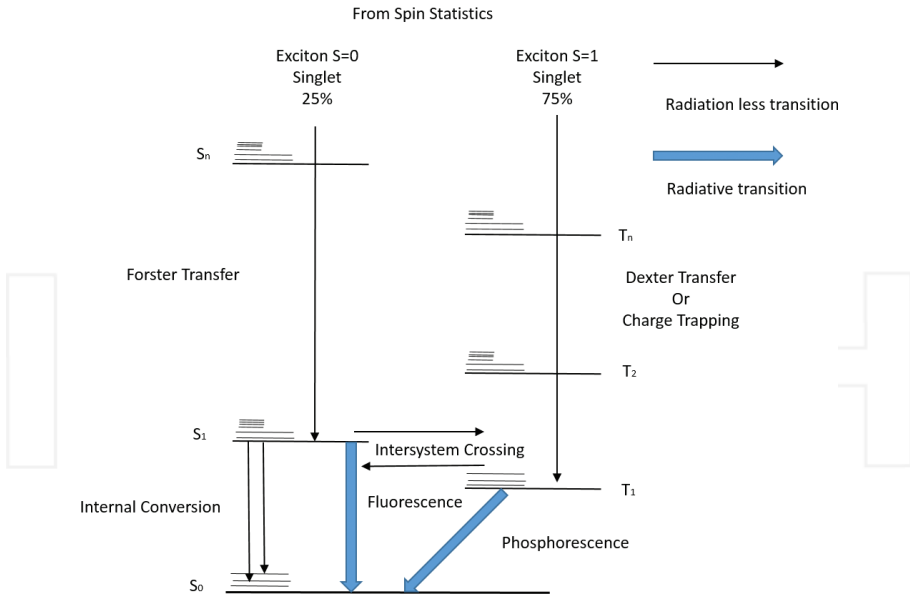 From Spin Statistics
Exciton S=0
Singlet
25%
Exciton S=1
Singlet
75%
Radiation less transition
Radiative transition
Sn
Tn
Forster Transfer
Dexter Transfer
Or
Charge Trapping
T2
S1
Intersystem Crossing
T1
Internal Conversion
Fluorescence
Phosphorescence
S0